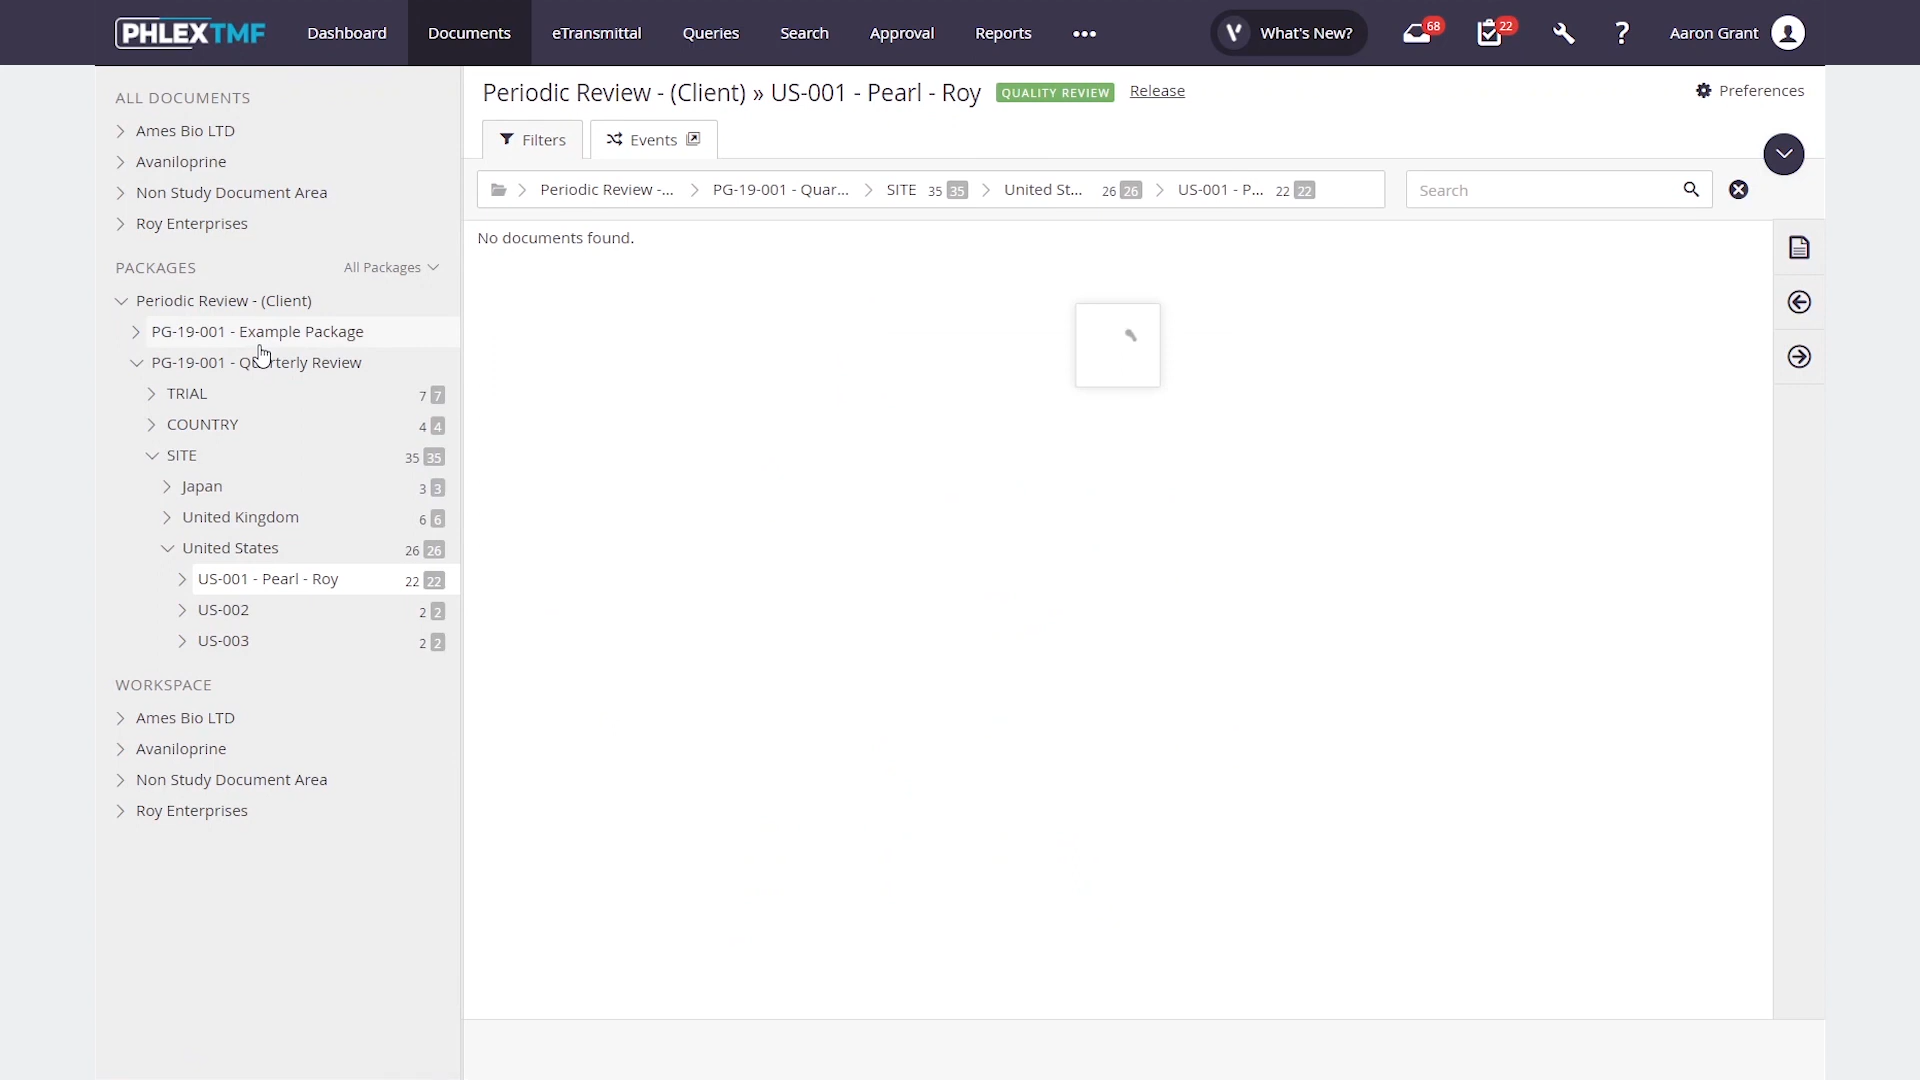 PHLEXTMF Dashboard Documents eTransmittal Queries Search Approval Reports ••• What's New? 68 22 ? Aaron Grant
ALL DOCUMENTS
Ames Bio LTD
Avaniloprine
Non Study Document Area
Roy Enterprises
PACKAGES All Packages
Periodic Review - (Client)
PG-19-001 - Example Package
PG-19-001 - Quarterly Review
TRIAL 7 7
COUNTRY 4 4
SITE 35 35
Japan 3 3
United Kingdom 6 6
United States 26 26
US-001 - Pearl - Roy 22 22
US-002 2 2
US-003 2 2
WORKSPACE
Ames Bio LTD
Avaniloprine
Non Study Document Area
Roy Enterprises
Periodic Review - (Client) » US-001 - Pearl - Roy QUALITY REVIEW Release Preferences
Filters Events
Periodic Review -... PG-19-001 - Quar... SITE 35 35 United St... 26 26 US-001 - P... 22 22 Search
No documents found.